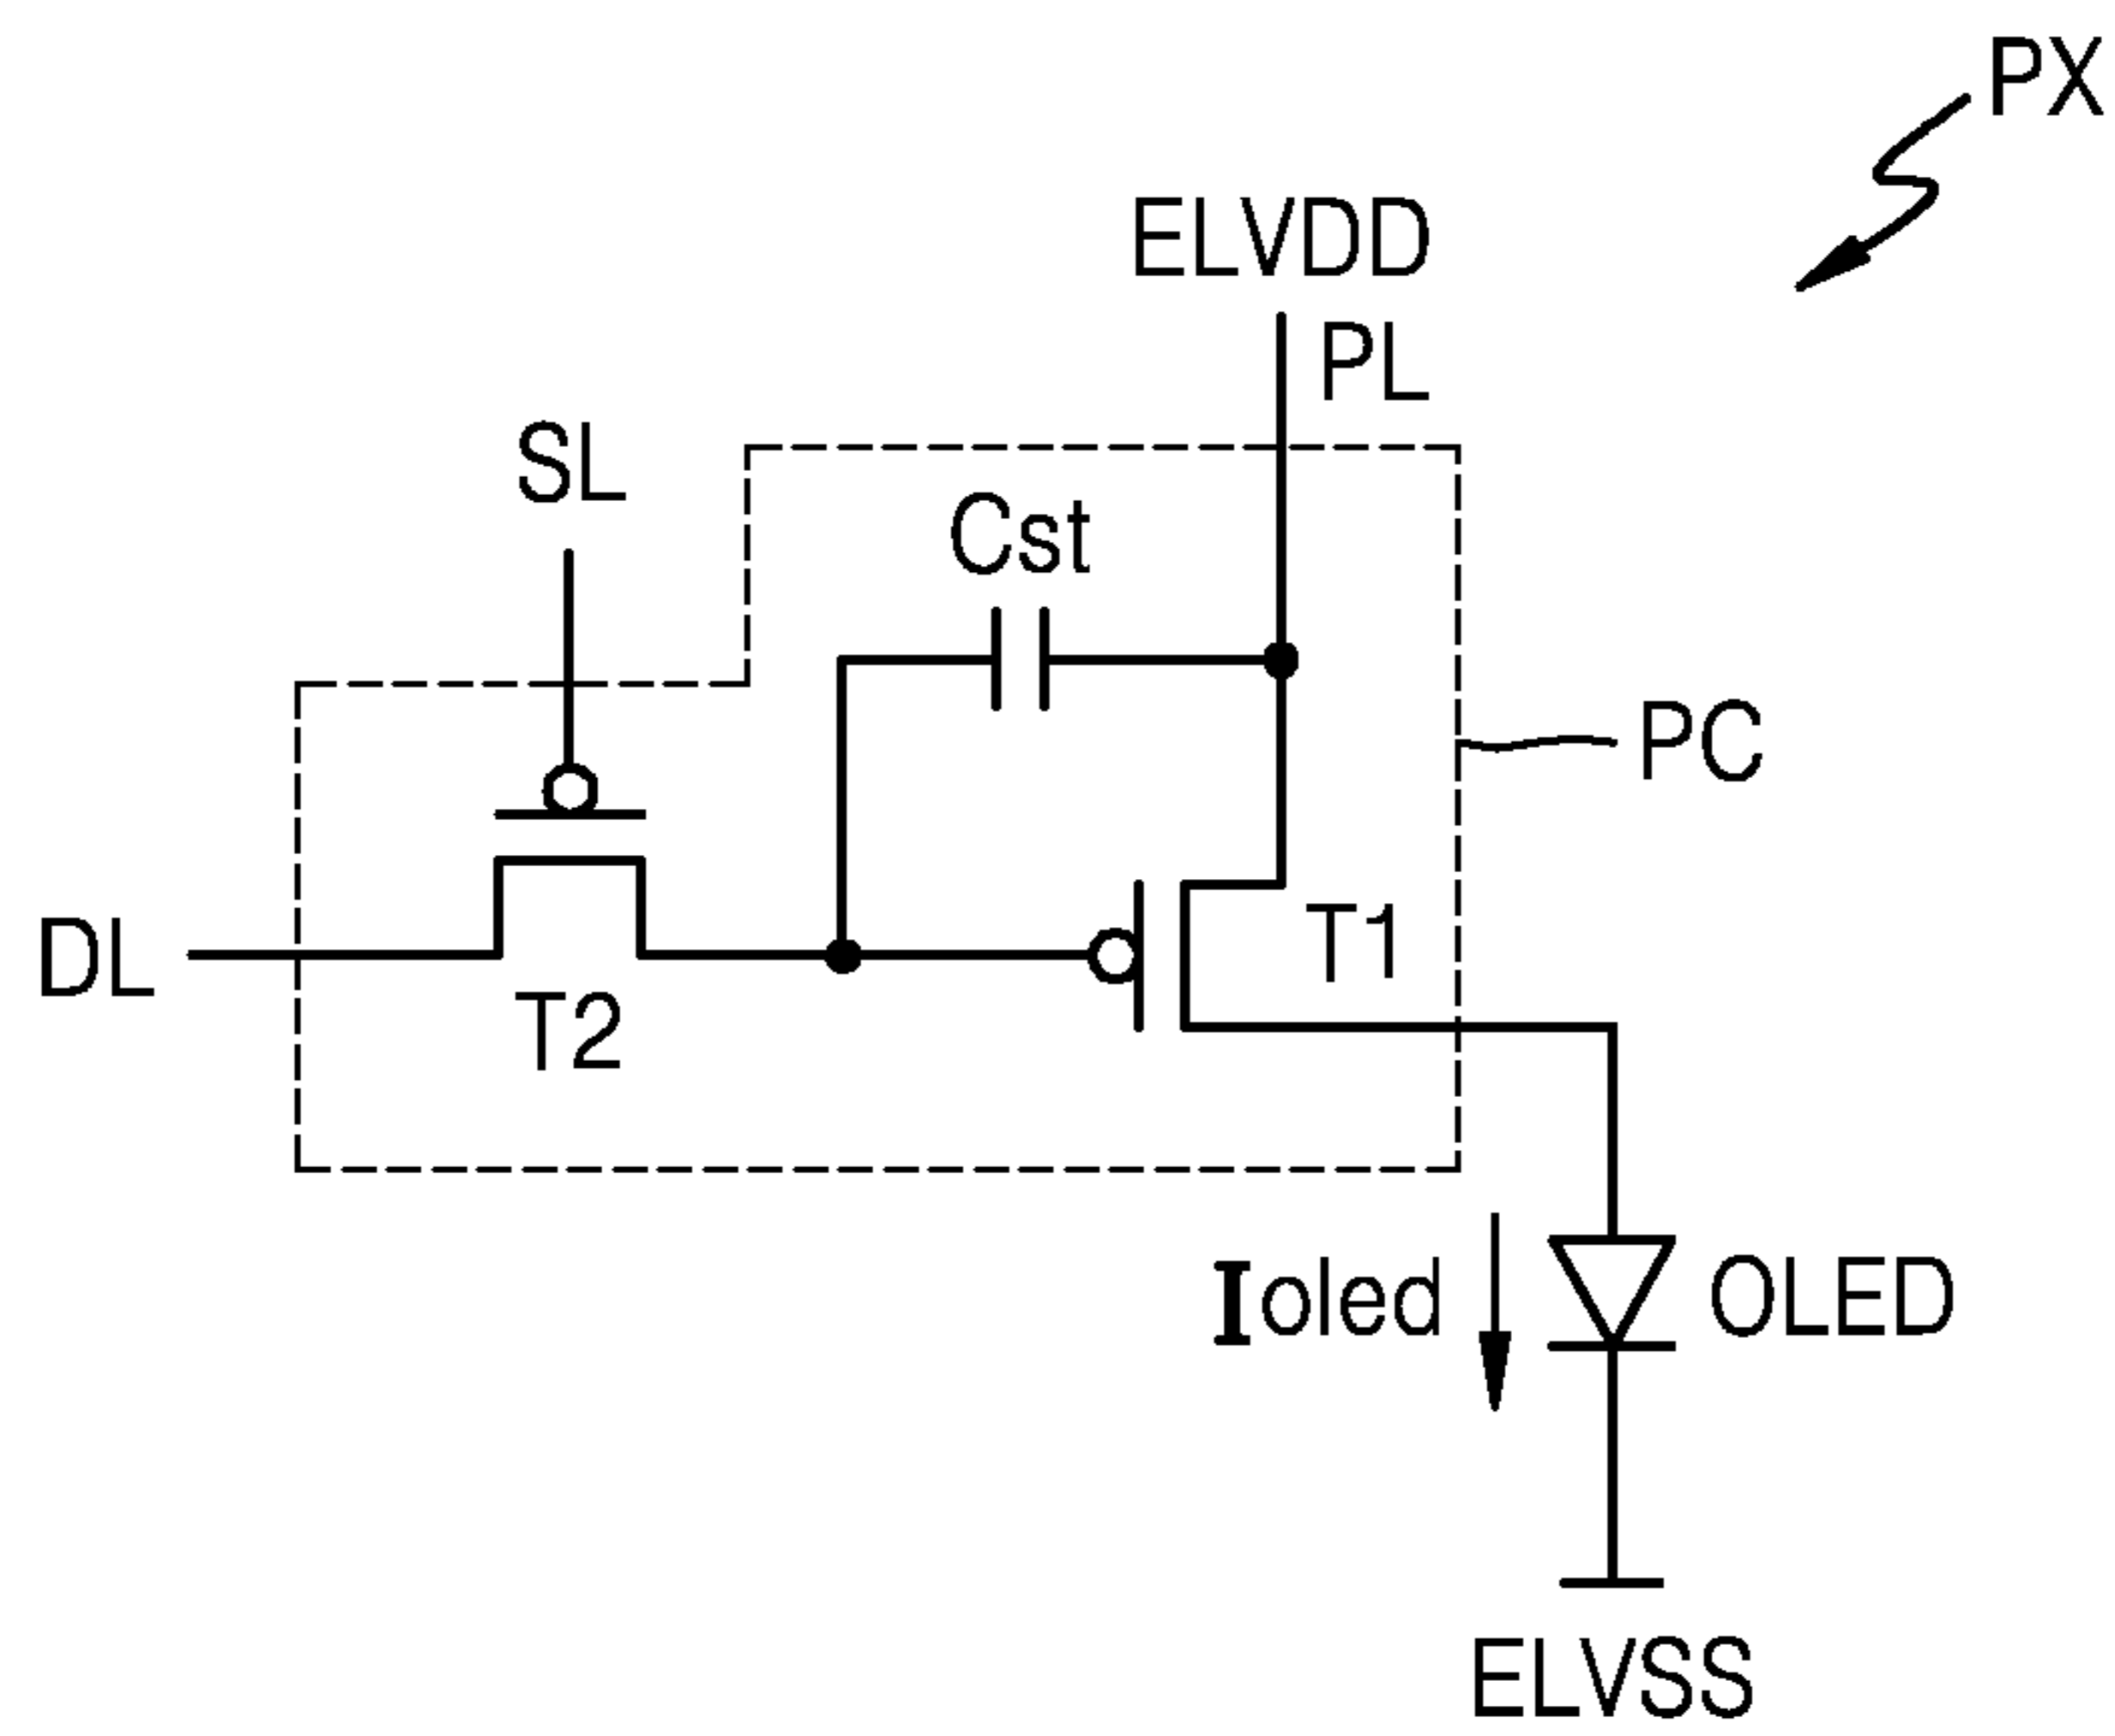 PX
ELVDD
PL
SL
Cst
PC
DL
T1
T2
Ioled
OLED
ELVSS